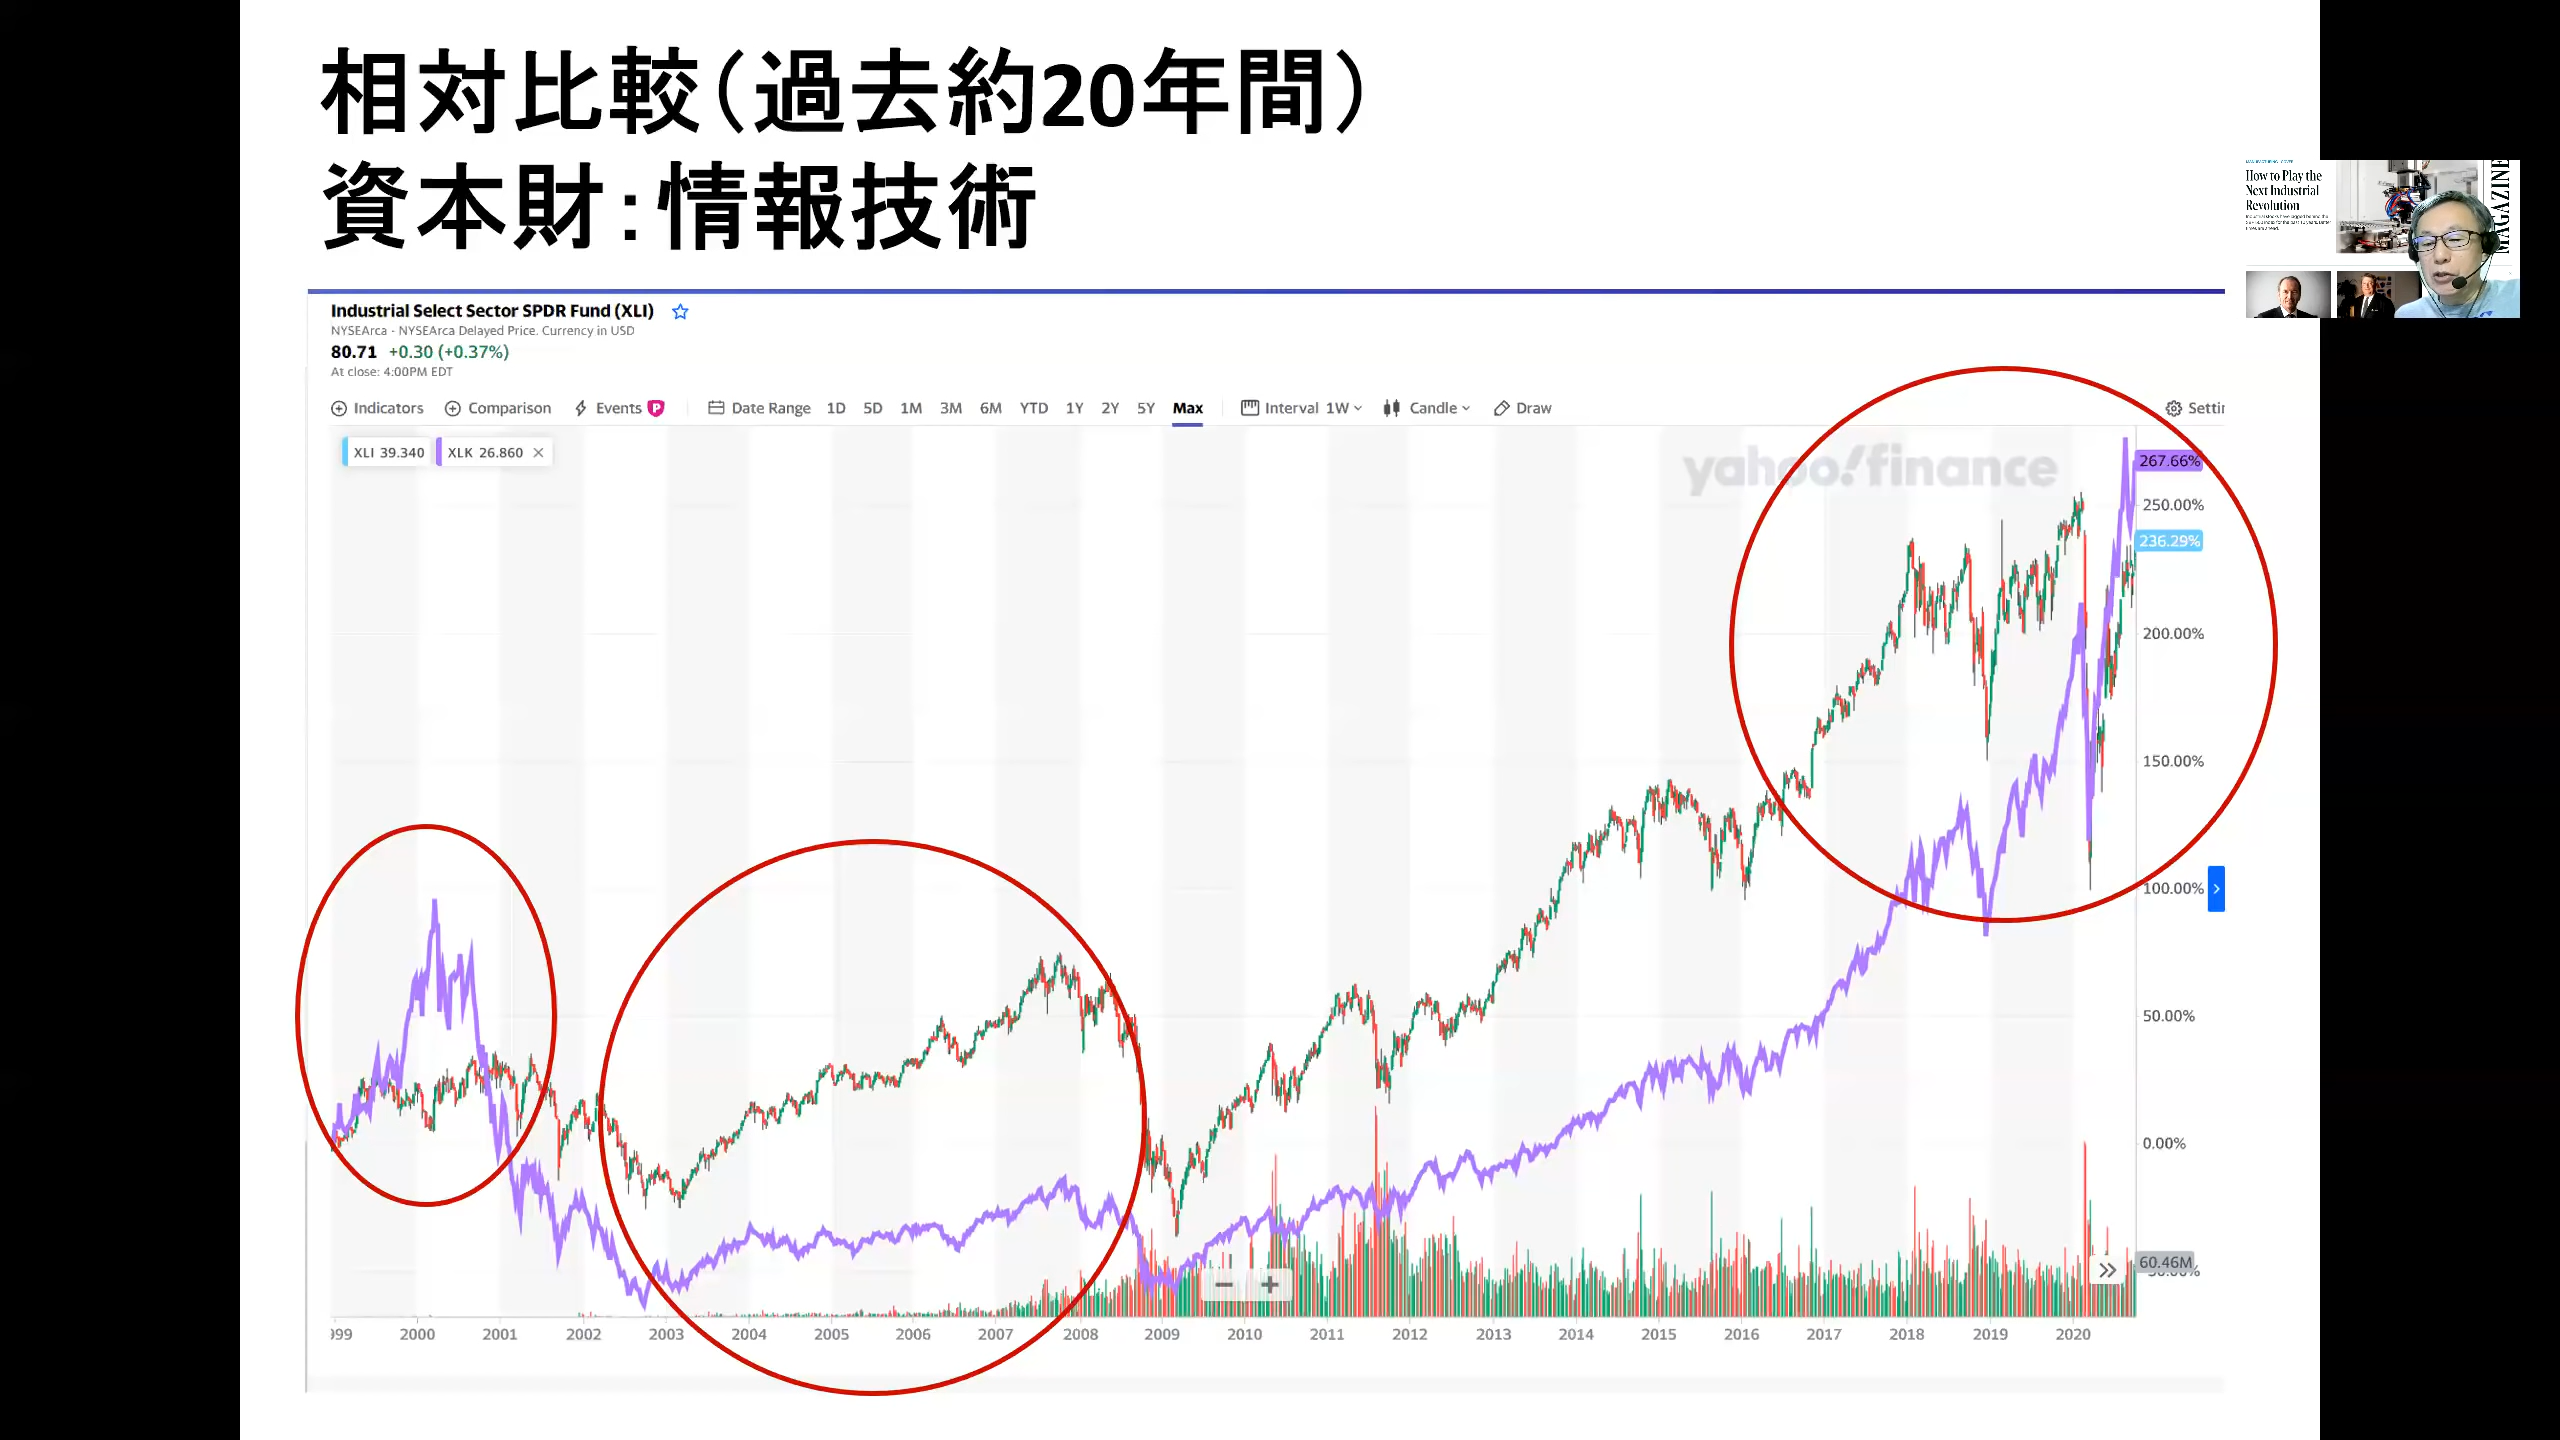 相対比較（過去約20年間）
資本財：情報技術
MANUFACTURING COVER
How to Play the
Next Industrial
Revolution
MAGAZINE
Industrial Select Sector SPDR Fund (XLI)
NYSEArca - NYSEArca Delayed Price. Currency in USD
80.71 +0.30 (+0.37%)
At close: 4:00PM EDT
Indicators Comparison Events P Date Range 1D 5D 1M 3M 6M YTD 1Y 2Y 5Y Max Interval 1W Candle Draw Settin
XLI 39.340 XLK 26.860
yahoo!finance
267.66%
250.00%
236.29%
200.00%
150.00%
100.00%
50.00%
0.00%
60.46M
999 2000 2001 2002 2003 2004 2005 2006 2007 2008 2009 2010 2011 2012 2013 2014 2015 2016 2017 2018 2019 2020